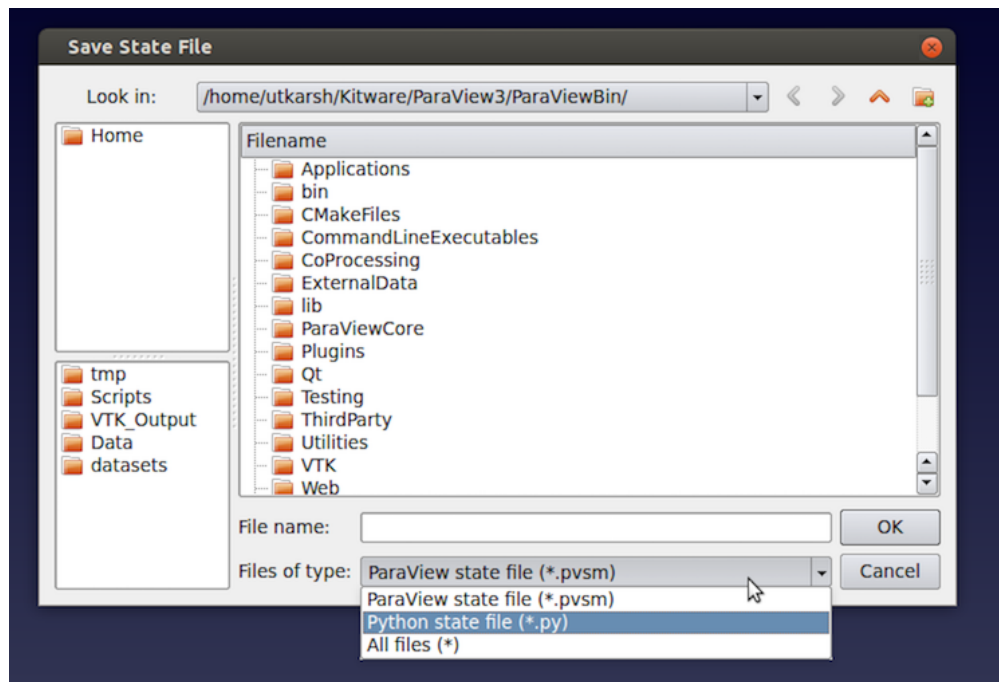 Save State File
Look in: /home/utkarsh/Kitware/ParaView3/ParaViewBin/
Home
tmp
Scripts
VTK_Output
Data
datasets
Filename
Applications
bin
CMakeFiles
CommandLineExecutables
CoProcessing
ExternalData
lib
ParaViewCore
Plugins
Qt
Testing
ThirdParty
Utilities
VTK
Web
File name: OK
Files of type: ParaView state file (*.pvsm) Cancel
ParaView state file (*.pvsm)
Python state file (*.py)
All files (*)